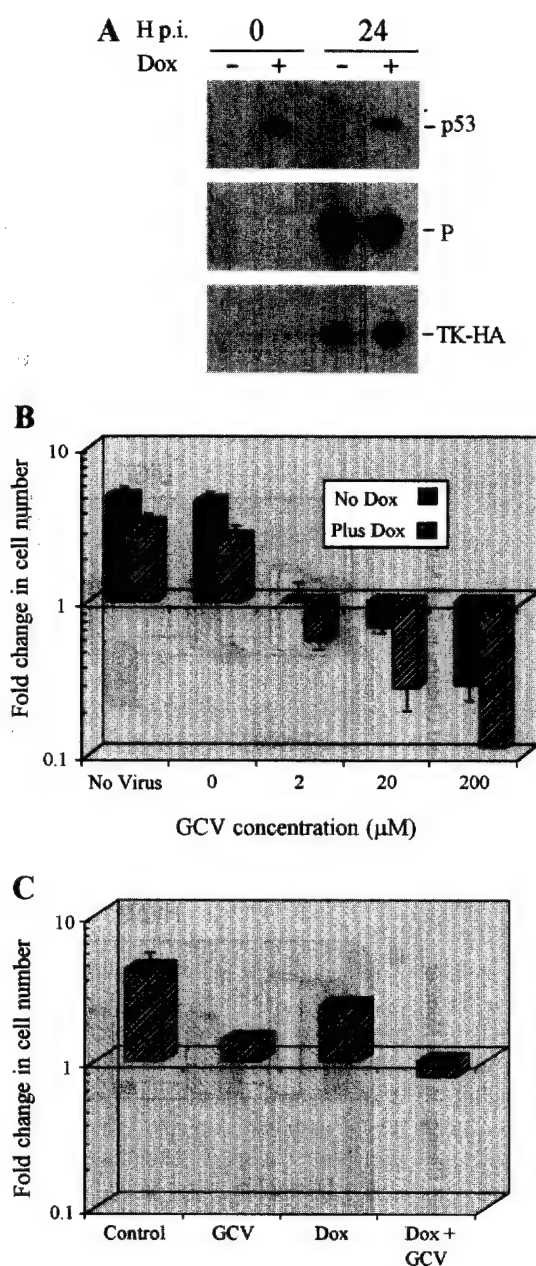 A H p.i. 0 24
Dox - + - +
p53
P
TK-HA
B
10
1
0.1
Fold change in cell number
No Dox
Plus Dox
No Virus 0 2 20 200
GCV concentration (μM)
C
10
1
0.1
Fold change in cell number
Control GCV Dox Dox +
GCV